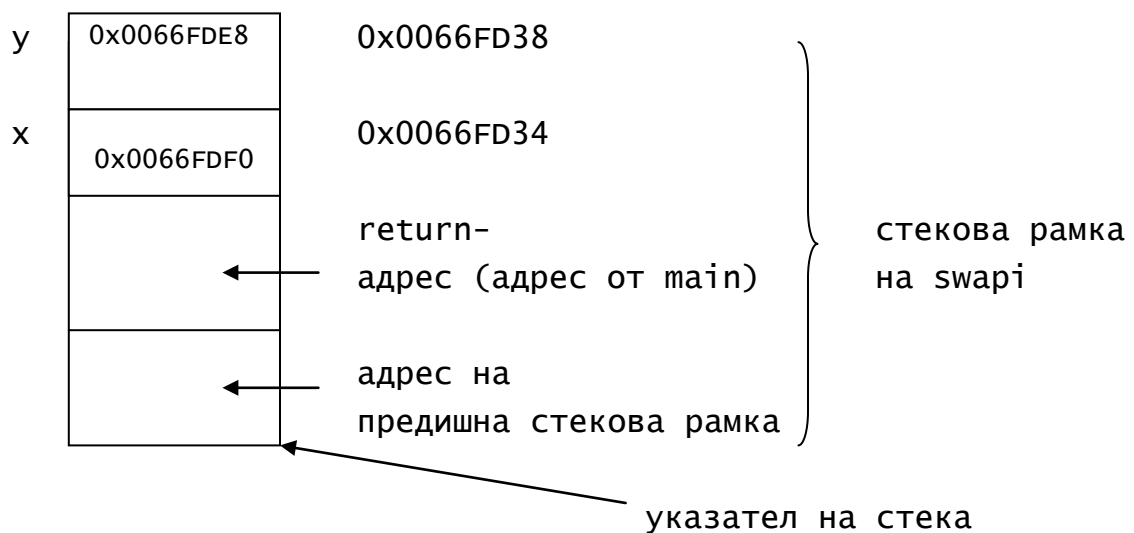 y 0x0066FDE8 0x0066FD38
x 0x0066FDF0 0x0066FD34
return-
адрес (адрес от main)
стекова рамка
на swapi
адрес на
предишна стекова рамка
указател на стека